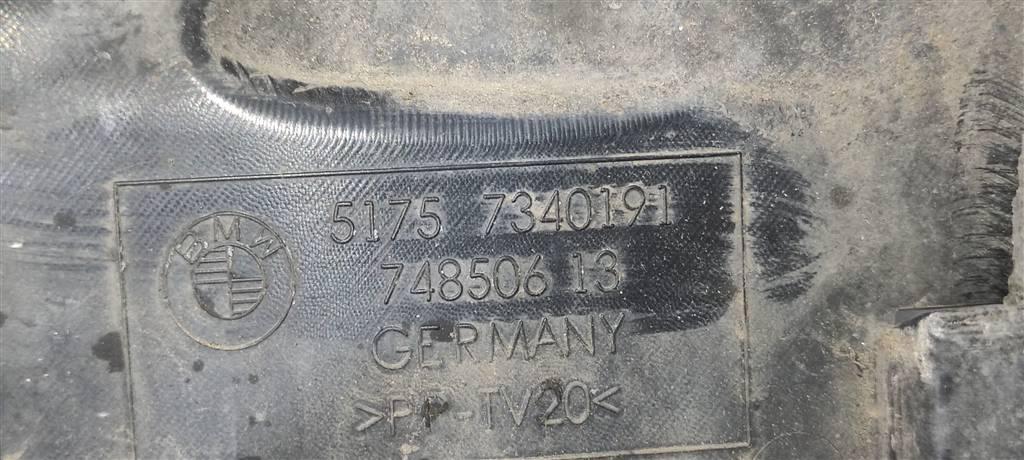 BMW
5175 7340191
748506 13
GERMANY
>PP-TV20<